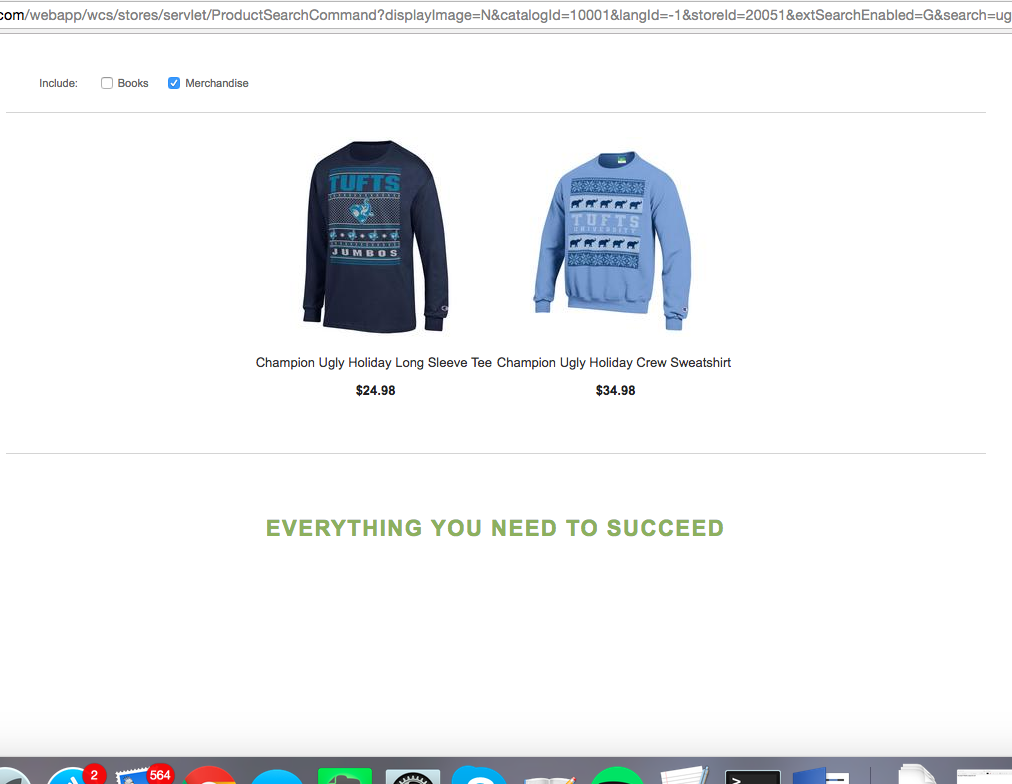 com/webapp/wcs/stores/servlet/ProductSearchCommand?displayImage=N&catalogId=10001&langId=-1&storeId=20051&extSearchEnabled=G&search=ug
Include: Books Merchandise
TUFTS
JUMBOS
TUFTS
UNIVERSITY
Champion Ugly Holiday Long Sleeve Tee Champion Ugly Holiday Crew Sweatshirt
$24.98 $34.98
EVERYTHING YOU NEED TO SUCCEED
2 564